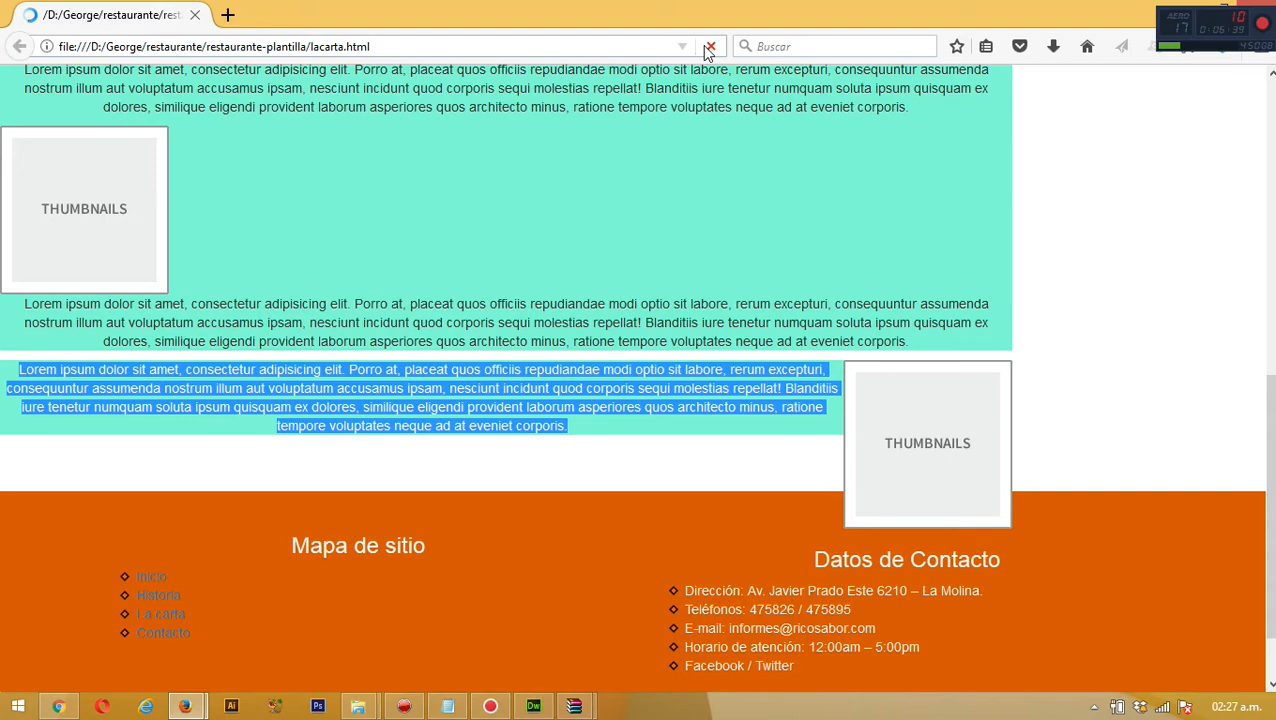 /D:/George/restaurante/rest
file:///D:/George/restaurante/restaurante-plantilla/lacarta.html
Buscar
AERO
17
10
0:06:39
450GB
Lorem ipsum dolor sit amet, consectetur adipisicing elit. Porro at, placeat quos officiis repudiandae modi optio sit labore, rerum excepturi, consequuntur assumenda
nostrum illum aut voluptatum accusamus ipsam, nesciunt incidunt quod corporis sequi molestias repellat! Blanditiis iure tenetur numquam soluta ipsum quisquam ex
dolores, similique eligendi provident laborum asperiores quos architecto minus, ratione tempore voluptates neque ad at eveniet corporis.
THUMBNAILS
Lorem ipsum dolor sit amet, consectetur adipisicing elit. Porro at, placeat quos officiis repudiandae modi optio sit labore, rerum excepturi, consequuntur assumenda
nostrum illum aut voluptatum accusamus ipsam, nesciunt incidunt quod corporis sequi molestias repellat! Blanditiis iure tenetur numquam soluta ipsum quisquam ex
dolores, similique eligendi provident laborum asperiores quos architecto minus, ratione tempore voluptates neque ad at eveniet corporis.
Lorem ipsum dolor sit amet, consectetur adipisicing elit. Porro at, placeat quos officiis repudiandae modi optio sit labore, rerum excepturi,
consequuntur assumenda nostrum illum aut voluptatum accusamus ipsam, nesciunt incidunt quod corporis sequi molestias repellat! Blanditiis
iure tenetur numquam soluta ipsum quisquam ex dolores, similique eligendi provident laborum asperiores quos architecto minus, ratione
tempore voluptates neque ad at eveniet corporis.
THUMBNAILS
Mapa de sitio
Inicio
Historia
La carta
Contacto
Datos de Contacto
Dirección: Av. Javier Prado Este 6210 – La Molina.
Teléfonos: 475826 / 475895
E-mail: informes@ricosabor.com
Horario de atención: 12:00am – 5:00pm
Facebook / Twitter
Ai
Ps
Dw
02:27 a.m.